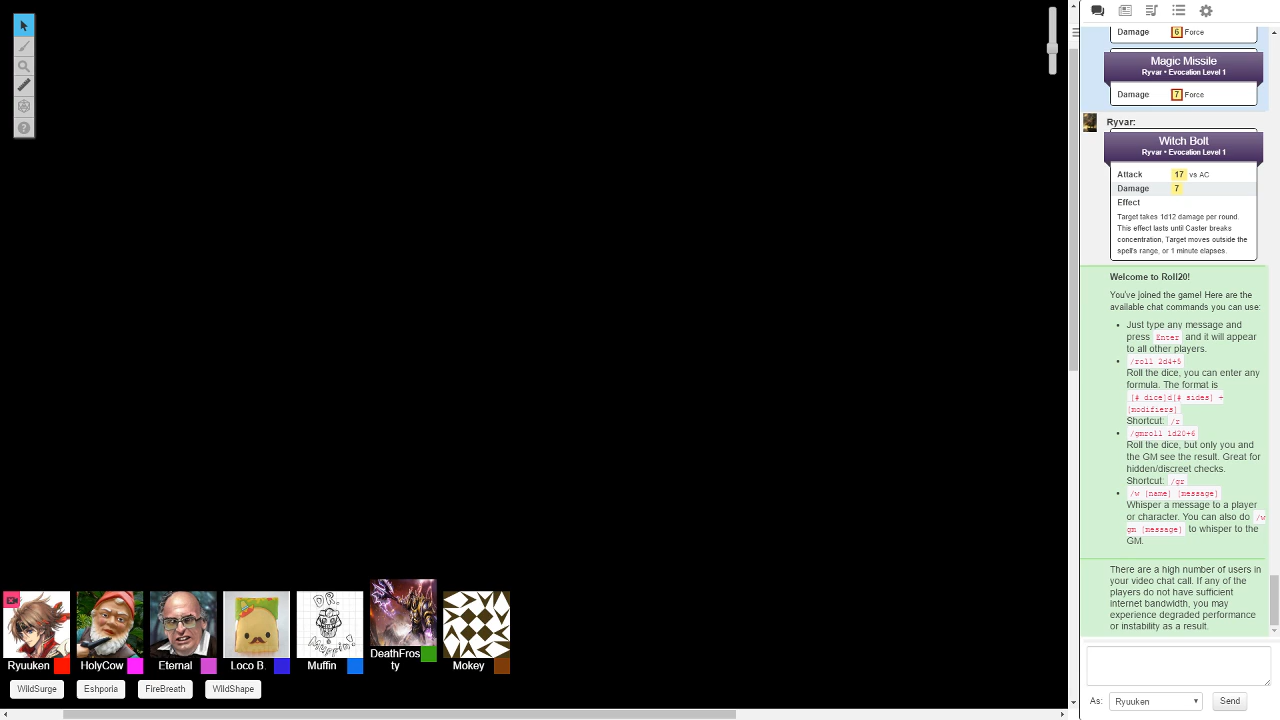 Damage 6 Force
Magic Missile
Ryvar • Evocation Level 1
Damage 7 Force
Ryvar:
Witch Bolt
Ryvar • Evocation Level 1
Attack 17 vs AC
Damage 7
Effect
Target takes 1d12 damage per round.
This effect lasts until Caster breaks
concentration, Target moves outside the
spell's range, or 1 minute elapses.
Welcome to Roll20!
You've joined the game! Here are the
available chat commands you can use:
Just type any message and
press Enter and it will appear
to all other players.
/roll 2d4+5
Roll the dice, you can enter any
formula. The format is
[# dice]d[# sides] +
[modifiers]
Shortcut: /r
/gmroll 1d20+6
Roll the dice, but only you and
the GM see the result. Great for
hidden/discreet checks.
Shortcut: /gr
/w [name] [message]
Whisper a message to a player
or character. You can also do /w
gm [message] to whisper to the
GM.
There are a high number of users in
your video chat call. If any of the
players do not have sufficient
internet bandwidth, you may
experience degraded performance
or instability as a result.
As: Ryuuken Send
DR.
Muffin!
Ryuuken HolyCow Eternal Loco B. Muffin DeathFros
ty Mokey
WildSurge Eshporia FireBreath WildShape